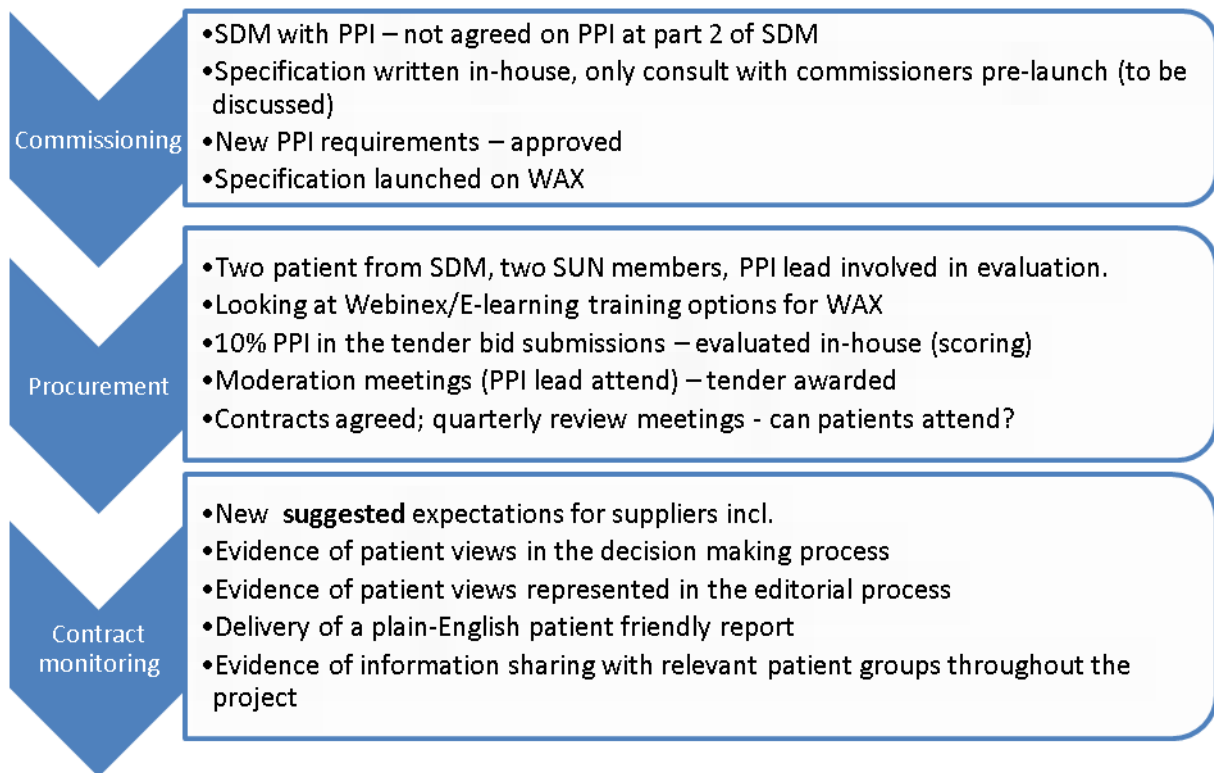 Commissioning
•SDM with PPI – not agreed on PPI at part 2 of SDM
•Specification written in-house, only consult with commissioners pre-launch (to be
discussed)
•New PPI requirements – approved
•Specification launched on WAX
Procurement
•Two patient from SDM, two SUN members, PPI lead involved in evaluation.
•Looking at Webinex/E-learning training options for WAX
•10% PPI in the tender bid submissions – evaluated in-house (scoring)
•Moderation meetings (PPI lead attend) – tender awarded
•Contracts agreed; quarterly review meetings - can patients attend?
Contract
monitoring
•New suggested expectations for suppliers incl.
•Evidence of patient views in the decision making process
•Evidence of patient views represented in the editorial process
•Delivery of a plain-English patient friendly report
•Evidence of information sharing with relevant patient groups throughout the
project